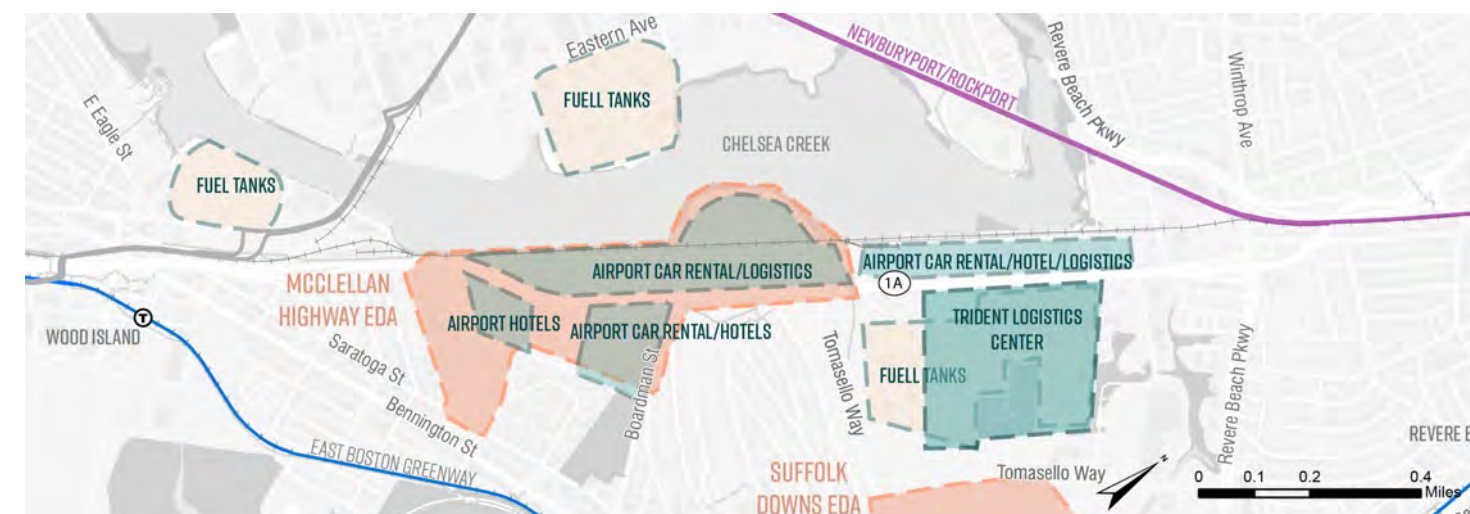 Eastern Ave
NEWBURYPORT/ROCKPORT
Revere Beach Pkwy
Winthrop Ave
E Eagle St
FUELL TANKS
CHELSEA CREEK
FUEL TANKS
AIRPORT CAR RENTAL/LOGISTICS
AIRPORT CAR RENTAL/HOTEL/LOGISTICS
1A
MCCLELLAN
HIGHWAY EDA
AIRPORT HOTELS
AIRPORT CAR RENTAL/HOTELS
TRIDENT LOGISTICS
CENTER
WOOD ISLAND
T
Saratoga St
Bennington St
Boardman St
Tomasello Way
FUELL TANKS
Revere Beach Pkwy
REVERE B
EAST BOSTON GREENWAY
SUFFOLK
DOWNS EDA
Tomasello Way
N
0 0.1 0.2 0.4
Miles